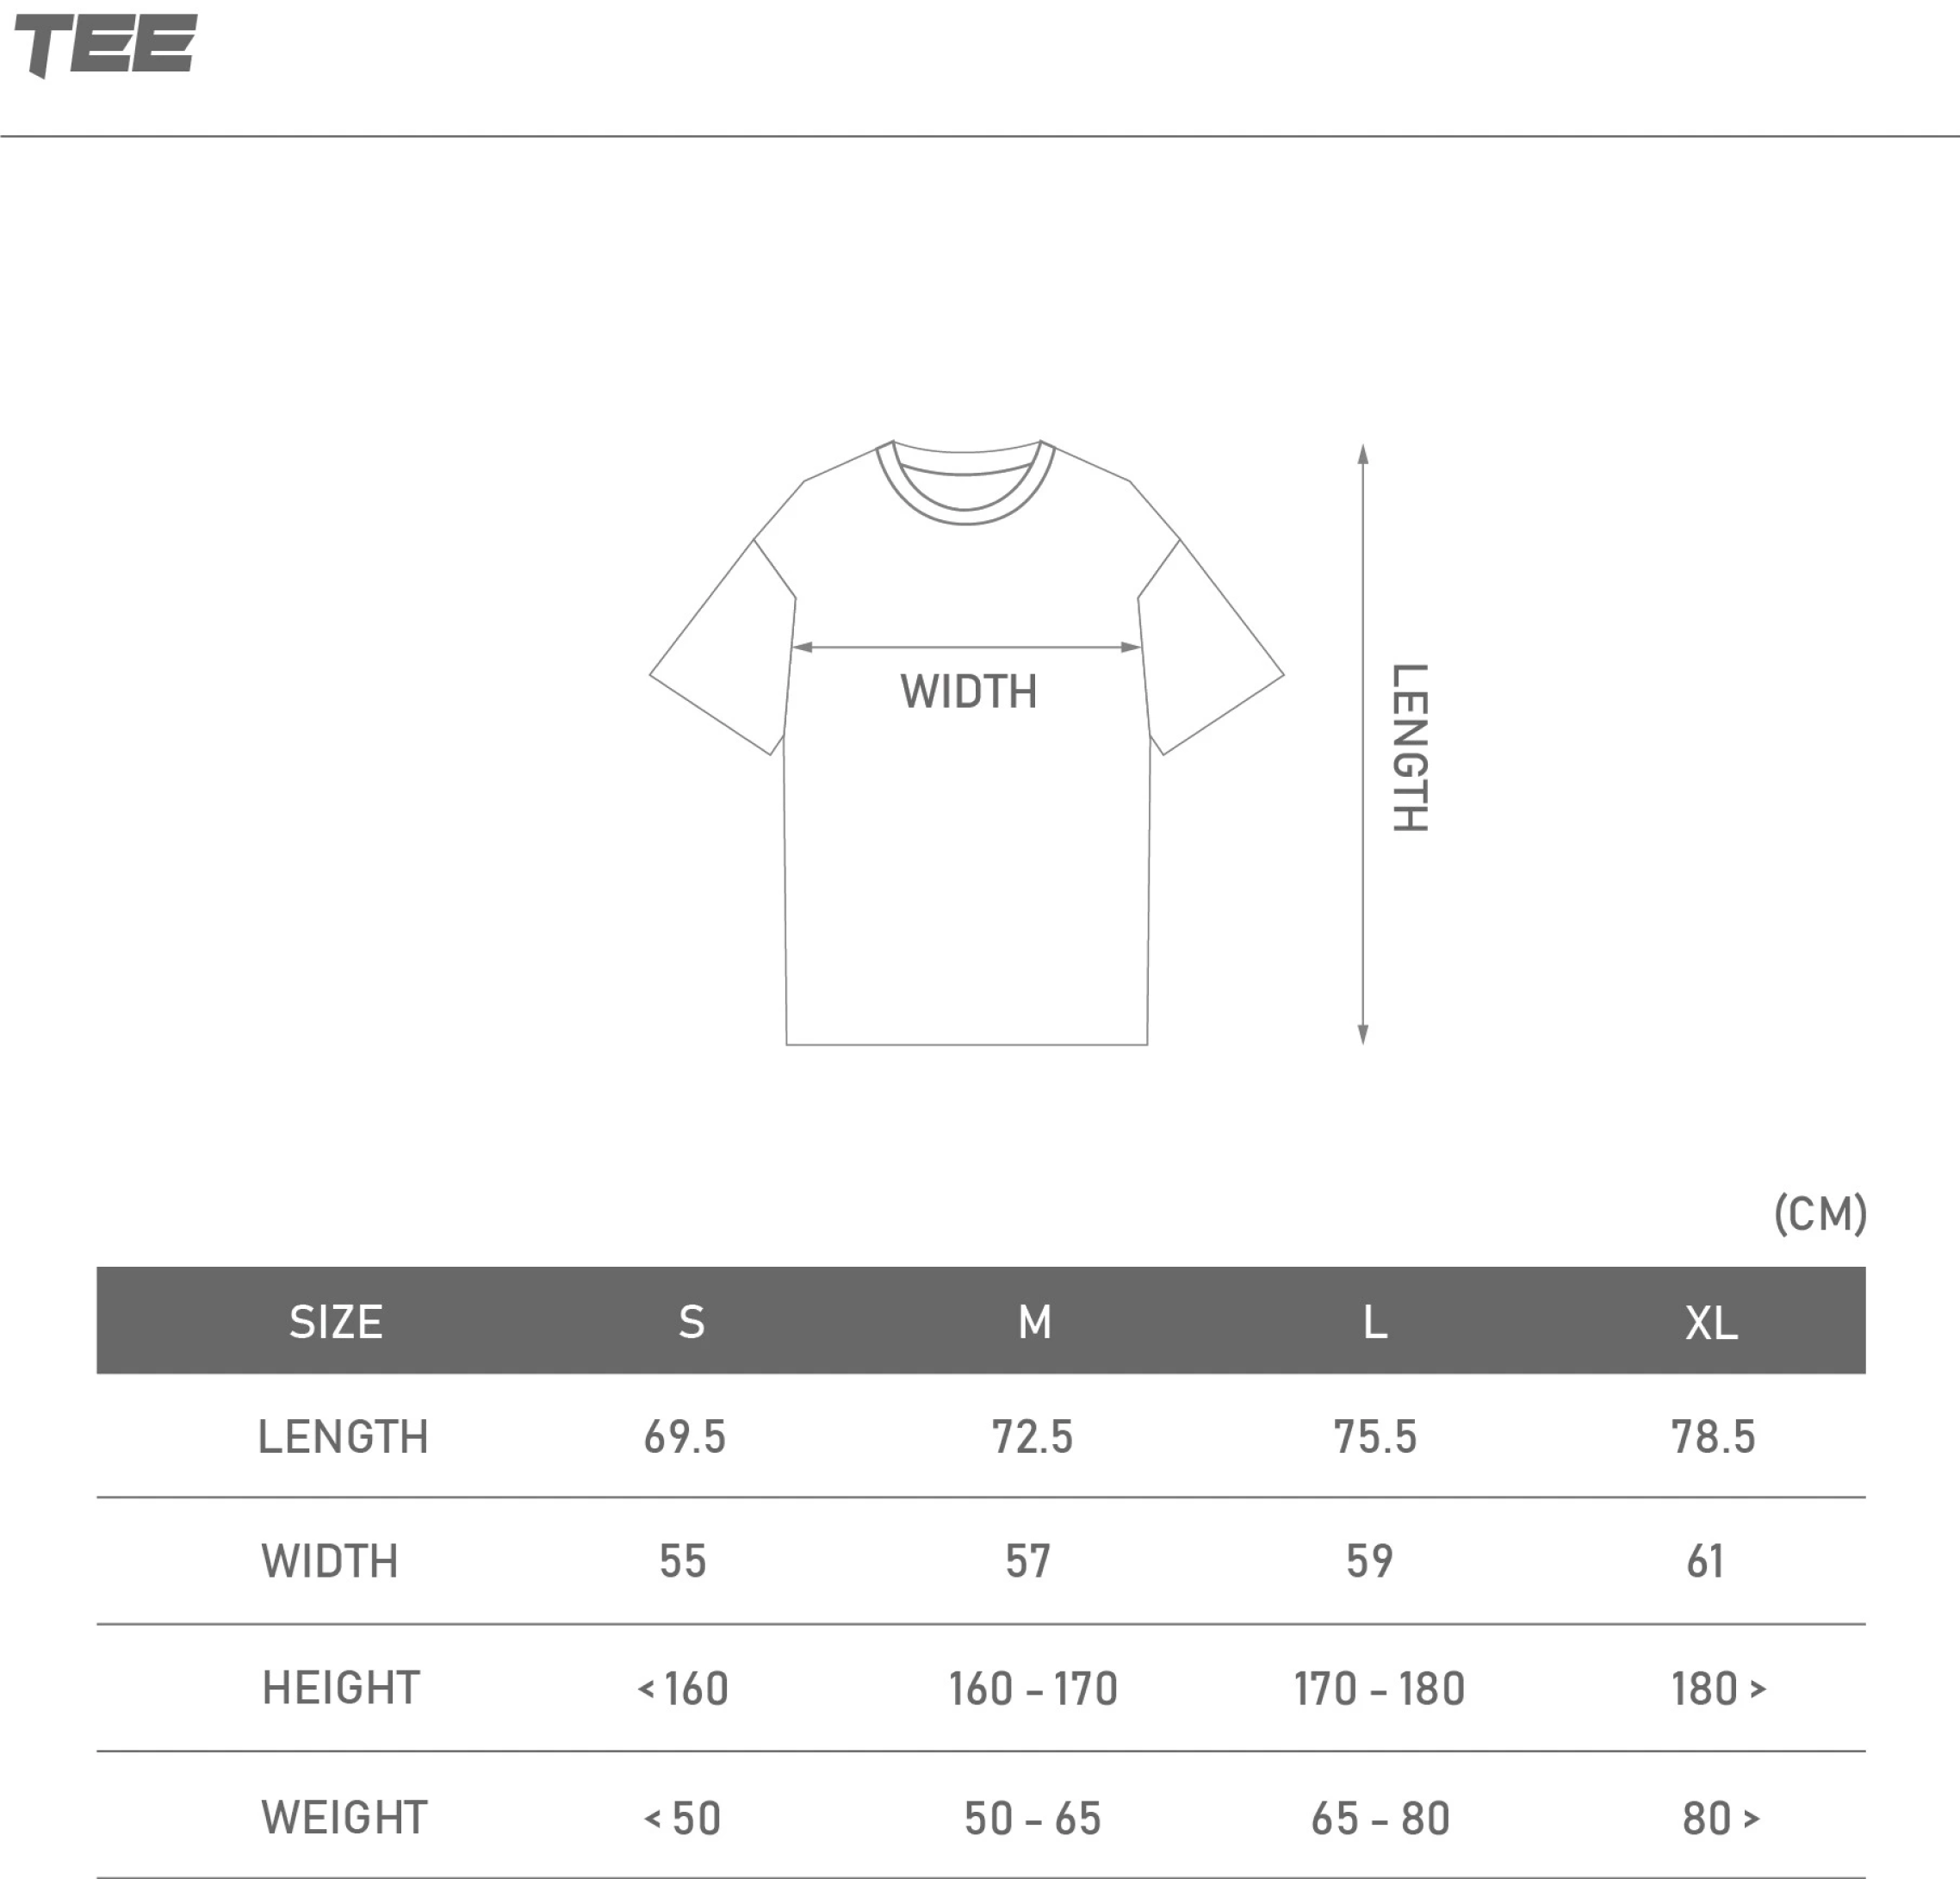 TEE
WIDTH
LENGTH
(CM)
SIZE S M L XL
LENGTH 69.5 72.5 75.5 78.5
WIDTH 55 57 59 61
HEIGHT < 160 160 - 170 170 - 180 180 >
WEIGHT < 50 50 - 65 65 - 80 80 >